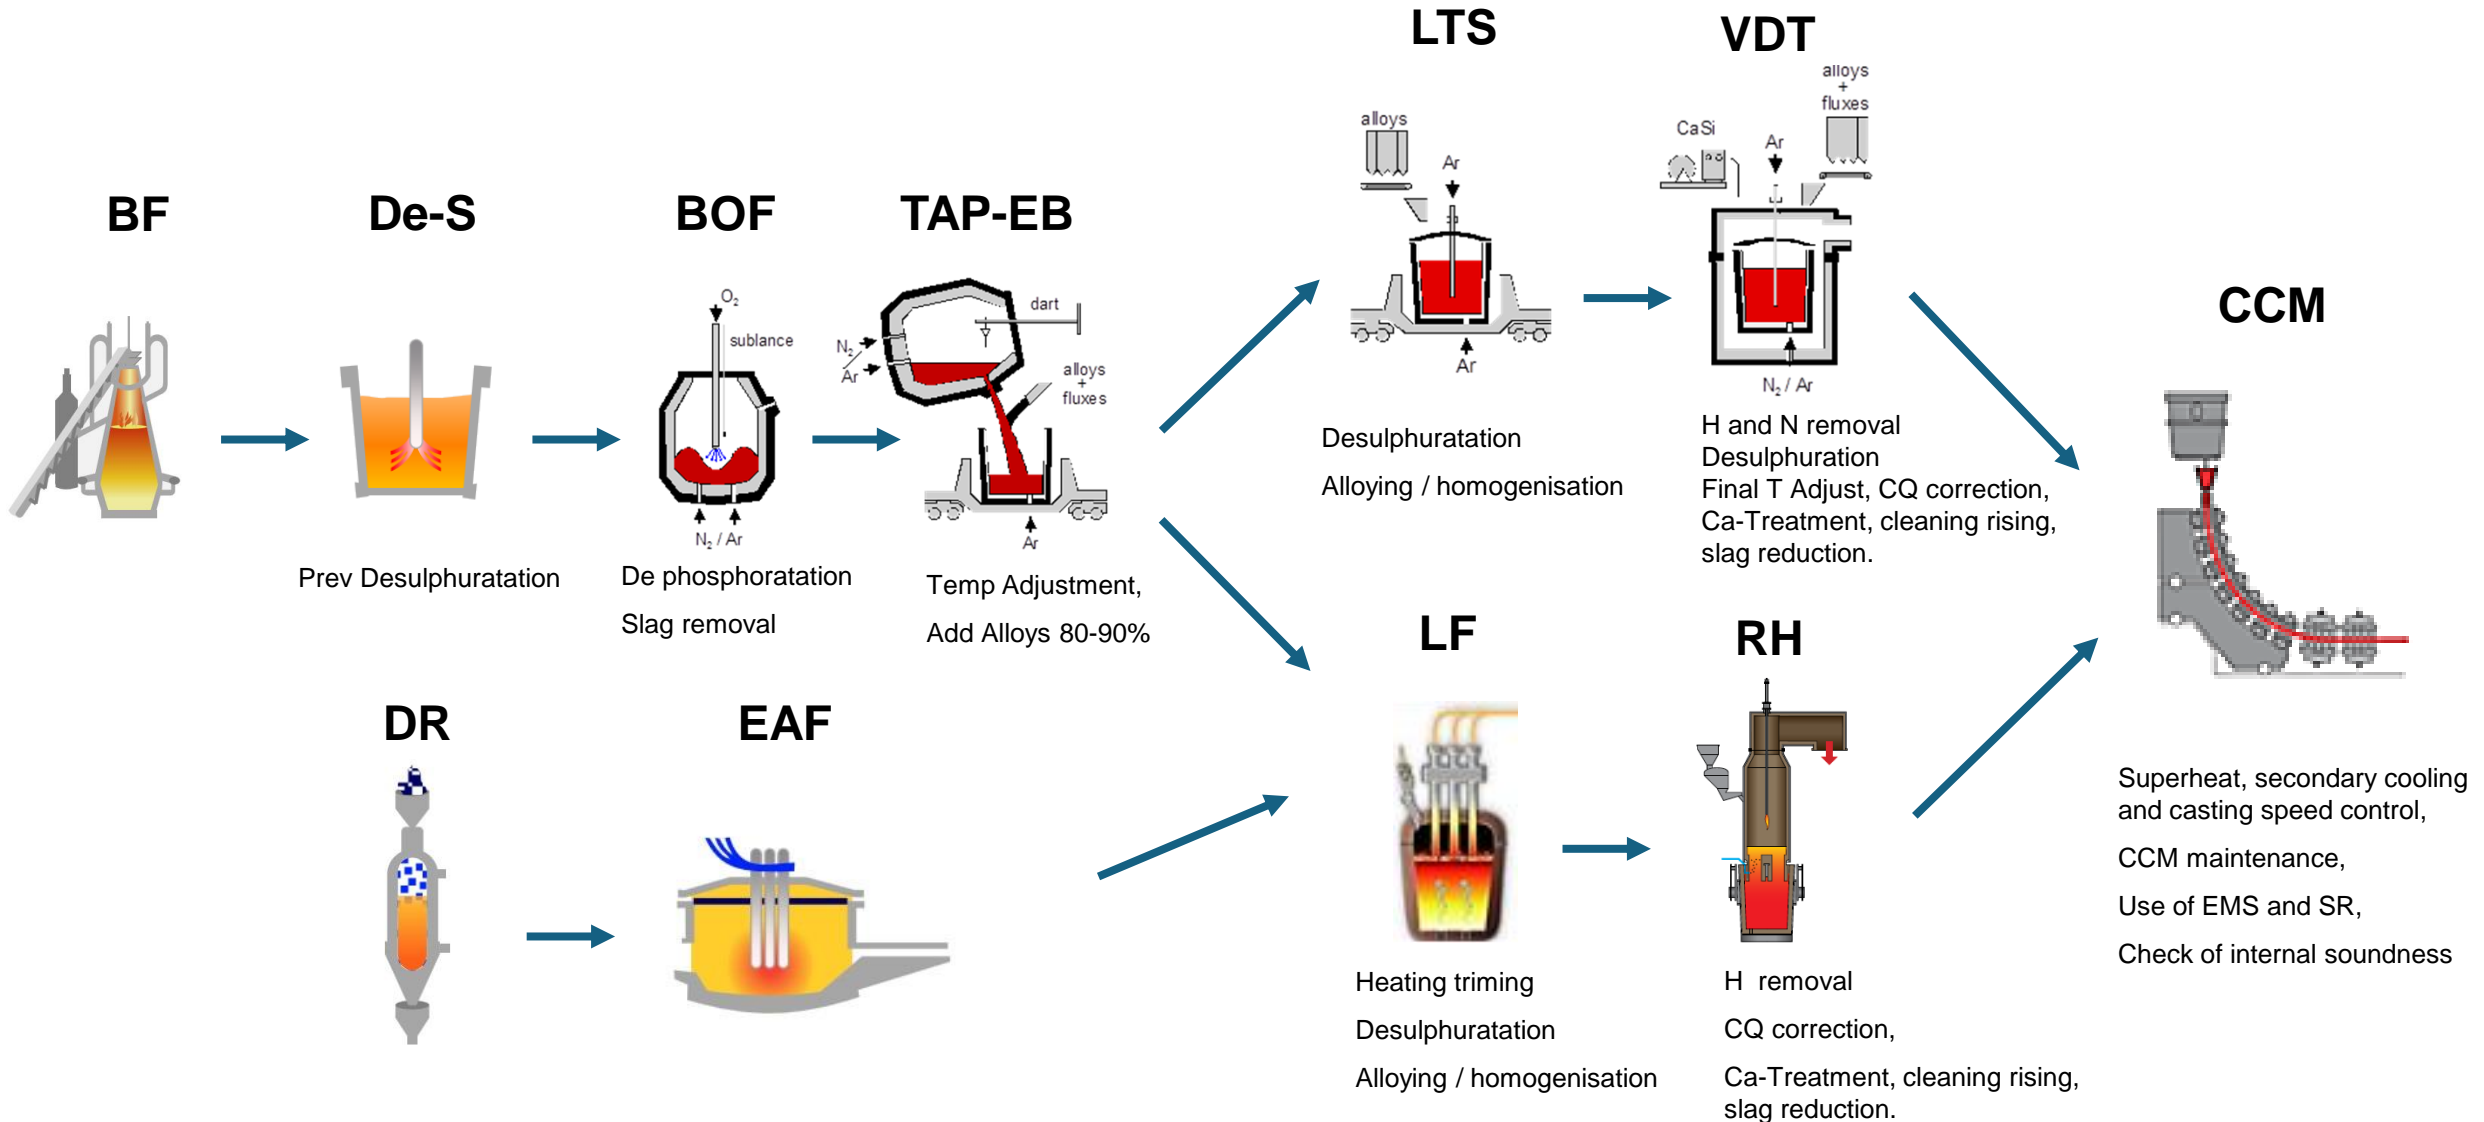 BF
De-S
Prev Desulphuratation
BOF
O2
sublance
N2 / Ar
De phosphoratation
Slag removal
TAP-EB
dart
N2
Ar
alloys
+
fluxes
Ar
Temp Adjustment,
Add Alloys 80-90%
LTS
alloys
Ar
Ar
Desulphuratation
Alloying / homogenisation
VDT
alloys
+
fluxes
CaSi
Ar
N2 / Ar
H and N removal
Desulphuration
Final T Adjust, CQ correction,
Ca-Treatment, cleaning rising,
slag reduction.
DR
EAF
LF
Heating triming
Desulphuratation
Alloying / homogenisation
RH
H removal
CQ correction,
Ca-Treatment, cleaning rising,
slag reduction.
CCM
Superheat, secondary cooling
and casting speed control,
CCM maintenance,
Use of EMS and SR,
Check of internal soundness